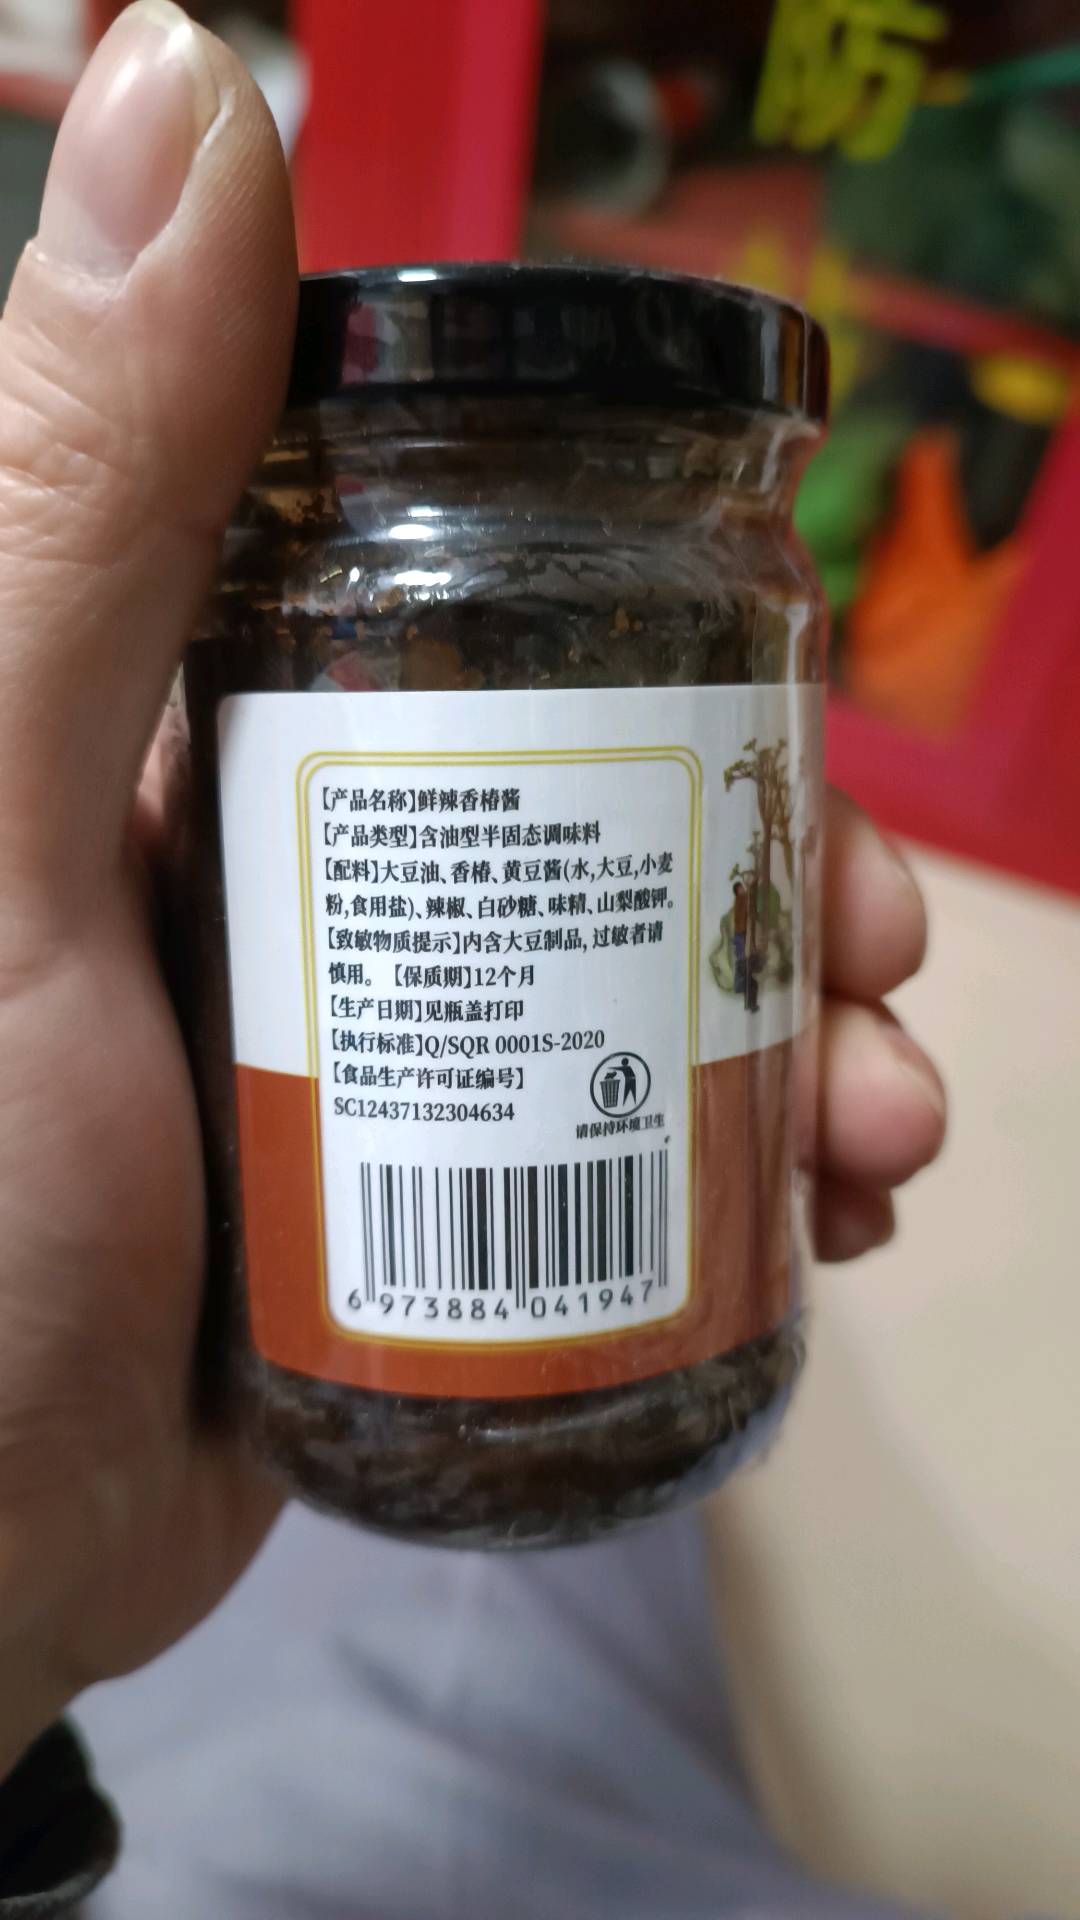 防
【产品名称】鲜辣香椿酱
【产品类型】含油型半固态调味料
【配料】大豆油、香椿、黄豆酱(水,大豆,小麦
粉,食用盐)、辣椒、白砂糖、味精、山梨酸钾。
【致敏物质提示】内含大豆制品,过敏者请
慎用。【保质期】12个月
【生产日期】见瓶盖打印
【执行标准】Q/SQR 0001S-2020
【食品生产许可证编号】
SC12437132304634
请保持环境卫生
6 973884 041947